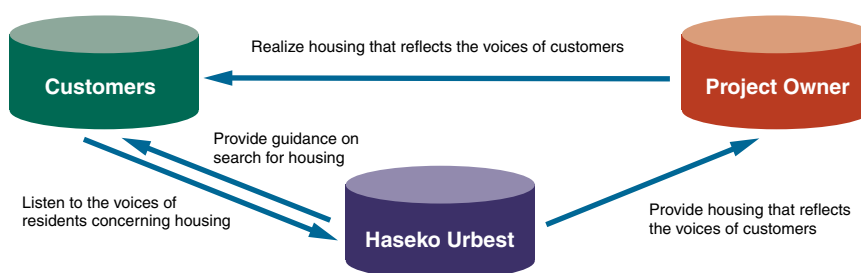 Realize housing that reflects the voices of customers
Customers
Project Owner
Provide guidance on
search for housing
Listen to the voices of
residents concerning housing
Haseko Urbest
Provide housing that reflects
the voices of customers